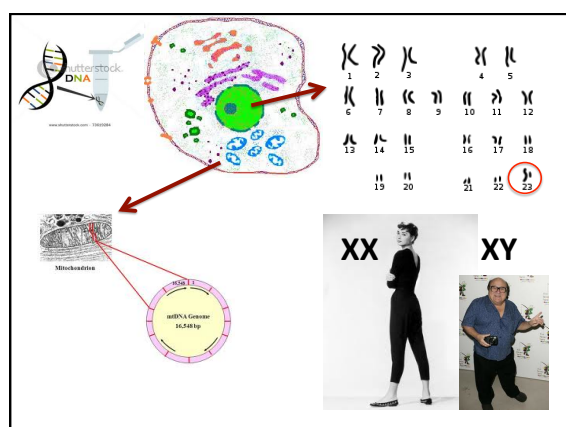 shutterstock.
DNA
1 2 3 4 5
6 7 8 9 10 11 12
13 14 15 16 17 18
19 20 21 22 23
Mitochondrion
mtDNA Genome
16,548 bp
XX
XY